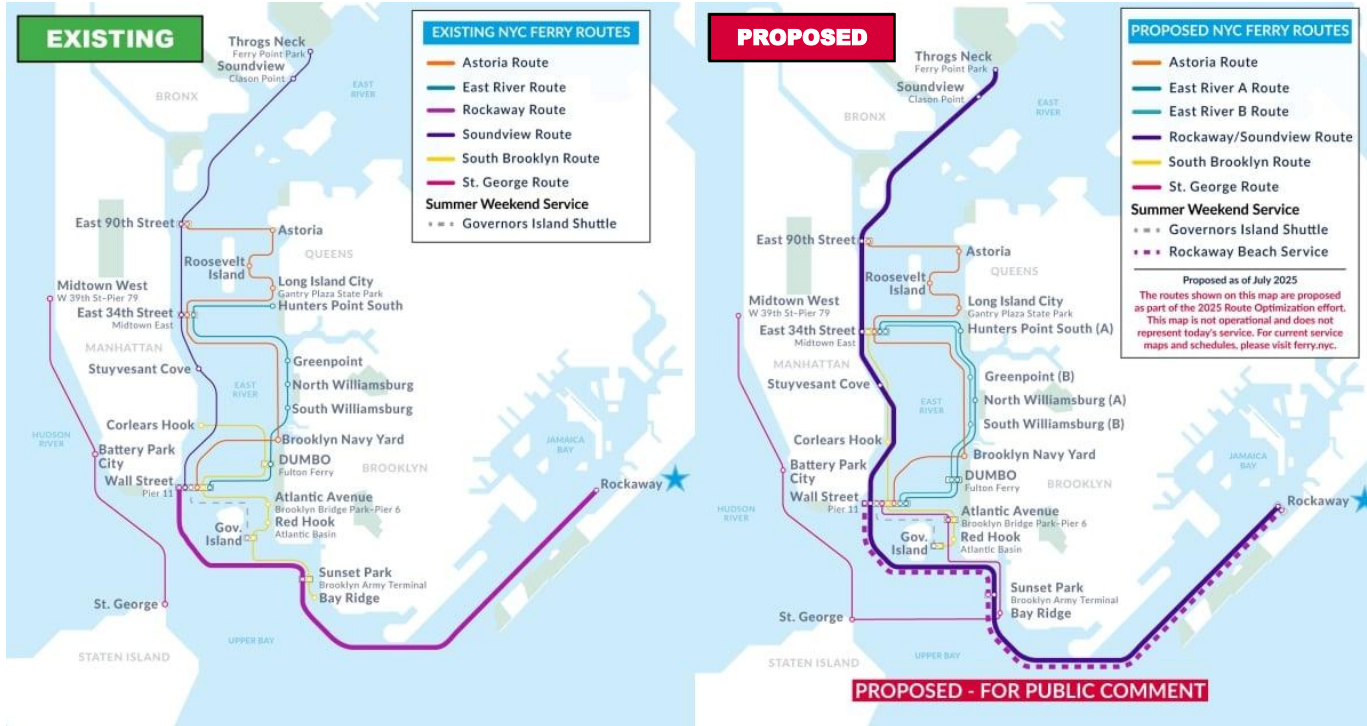 EXISTING
EXISTING NYC FERRY ROUTES
Astoria Route
East River Route
Rockaway Route
Soundview Route
South Brooklyn Route
St. George Route
Summer Weekend Service
Governors Island Shuttle
Throgs Neck
Ferry Point Park
Soundview
Clason Point
BRONX
EAST
RIVER
East 90th Street
Astoria
QUEENS
Roosevelt
Island
Long Island City
Gantry Plaza State Park
Hunters Point South
Midtown West
W 39th St–Pier 79
East 34th Street
Midtown East
MANHATTAN
Stuyvesant Cove
Greenpoint
EAST
RIVER
North Williamsburg
South Williamsburg
Corlears Hook
HUDSON
RIVER
Brooklyn Navy Yard
Battery Park
City
DUMBO
Fulton Ferry
BROOKLYN
JAMAICA
BAY
Wall Street
Pier 11
Rockaway
Atlantic Avenue
Brooklyn Bridge Park–Pier 6
Red Hook
Atlantic Basin
Gov.
Island
Sunset Park
Brooklyn Army Terminal
Bay Ridge
St. George
UPPER BAY
STATEN ISLAND
PROPOSED
PROPOSED NYC FERRY ROUTES
Astoria Route
East River A Route
East River B Route
Rockaway/Soundview Route
South Brooklyn Route
St. George Route
Summer Weekend Service
Governors Island Shuttle
Rockaway Beach Service
Proposed as of July 2025
The routes shown on this map are proposed
as part of the 2025 Route Optimization effort.
This map is not operational and does not
represent today's service. For current service
maps and schedules, please visit ferry.nyc.
Throgs Neck
Ferry Point Park
Soundview
Clason Point
BRONX
EAST
RIVER
East 90th Street
Astoria
QUEENS
Roosevelt
Island
Long Island City
Gantry Plaza State Park
Midtown West
W 39th St–Pier 79
East 34th Street
Midtown East
Hunters Point South (A)
MANHATTAN
Stuyvesant Cove
Greenpoint (B)
EAST
RIVER
North Williamsburg (A)
South Williamsburg (B)
Corlears Hook
HUDSON
RIVER
Brooklyn Navy Yard
Battery Park
City
DUMBO
Fulton Ferry
BROOKLYN
JAMAICA
BAY
Wall Street
Pier 11
Rockaway
Atlantic Avenue
Brooklyn Bridge Park–Pier 6
Red Hook
Atlantic Basin
Gov.
Island
Sunset Park
Brooklyn Army Terminal
Bay Ridge
St. George
UPPER BAY
STATEN ISLAND
PROPOSED - FOR PUBLIC COMMENT